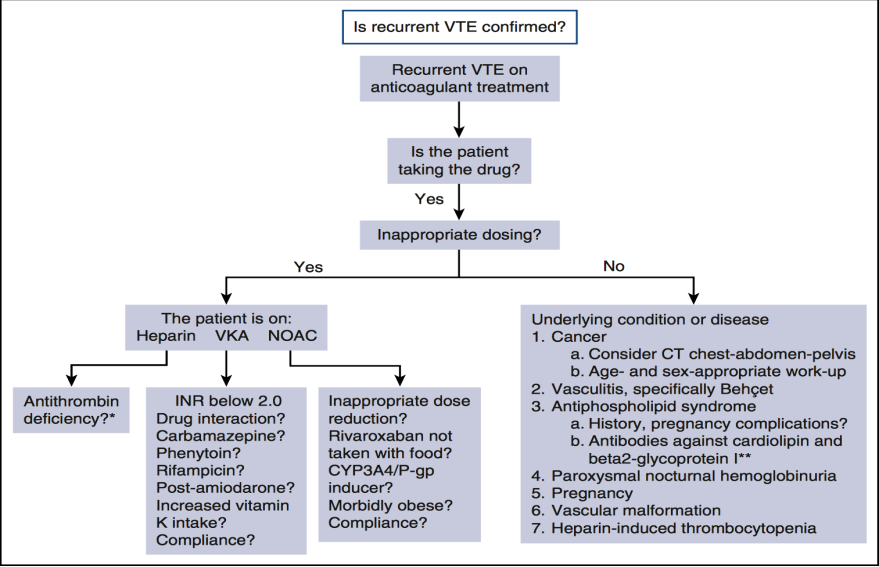 Is recurrent VTE confirmed?
Recurrent VTE on
anticoagulant treatment
Is the patient
taking the drug?
Yes
Inappropriate dosing?
Yes
No
The patient is on:
Heparin VKA NOAC
Antithrombin
deficiency?*
INR below 2.0
Drug interaction?
Carbamazepine?
Phenytoin?
Rifampicin?
Post-amiodarone?
Increased vitamin
K intake?
Compliance?
Inappropriate dose
reduction?
Rivaroxaban not
taken with food?
CYP3A4/P-gp
inducer?
Morbidly obese?
Compliance?
Underlying condition or disease
1. Cancer
a. Consider CT chest-abdomen-pelvis
b. Age- and sex-appropriate work-up
2. Vasculitis, specifically Behçet
3. Antiphospholipid syndrome
a. History, pregnancy complications?
b. Antibodies against cardiolipin and
beta2-glycoprotein I**
4. Paroxysmal nocturnal hemoglobinuria
5. Pregnancy
6. Vascular malformation
7. Heparin-induced thrombocytopenia